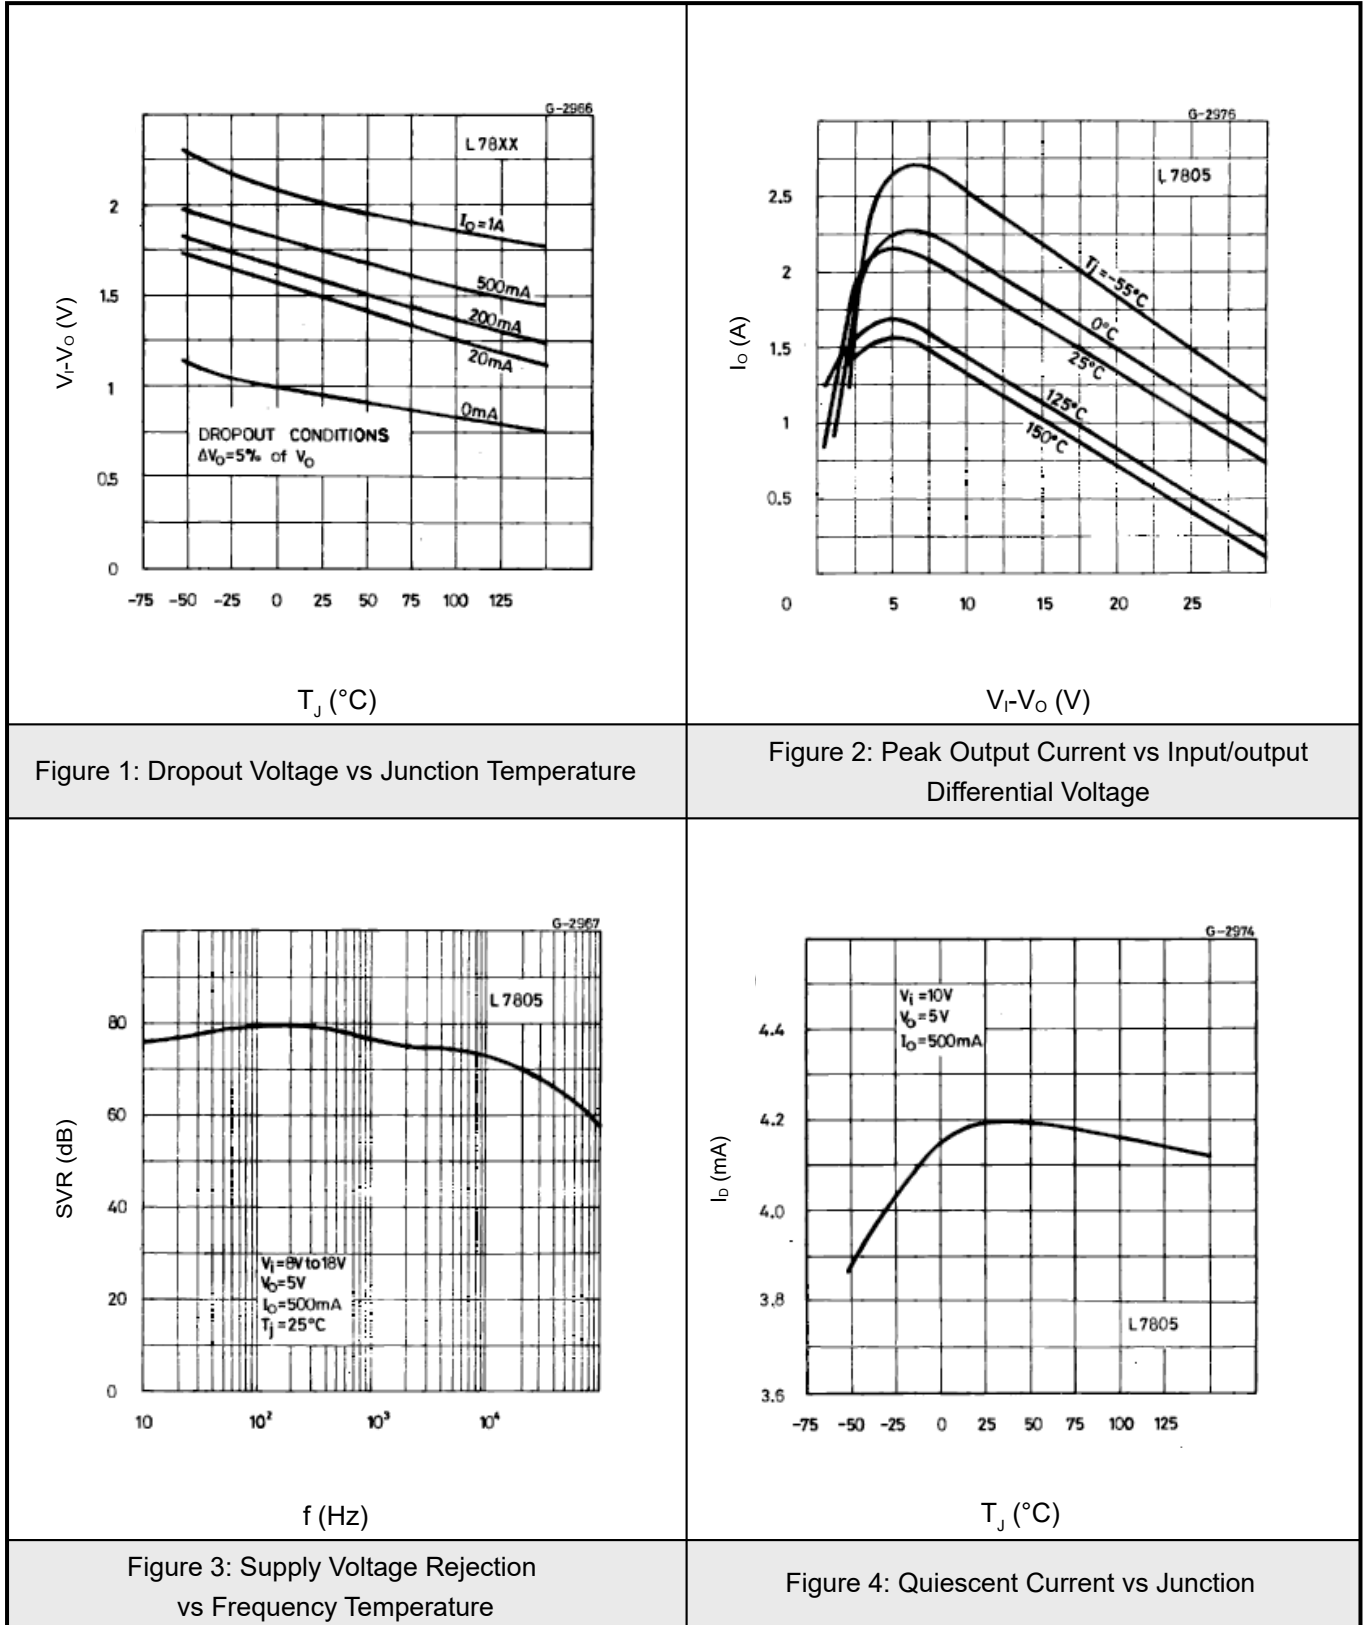 G-2966
L78XX
2
I_O=1A
500mA
1.5
200mA
20mA
1
0mA
DROPOUT CONDITIONS
ΔV_O=5% of V_O
0.5
0
-75 -50 -25 0 25 50 75 100 125
V_I-V_O (V)
T_J (°C)
Figure 1: Dropout Voltage vs Junction Temperature
G-2976
L7805
2.5
T_j=-55°C
2
0°C
25°C
1.5
125°C
150°C
1
0.5
0 5 10 15 20 25
I_O (A)
V_I-V_O (V)
Figure 2: Peak Output Current vs Input/output
Differential Voltage
G-2967
L7805
80
60
40
V_i=8V to 18V
V_O=5V
20
I_O=500mA
T_j=25°C
0
10 10² 10³ 10⁴
SVR (dB)
f (Hz)
Figure 3: Supply Voltage Rejection
vs Frequency Temperature
G-2974
V_i=10V
V_O=5V
I_O=500mA
4.4
4.2
4.0
3.8
L7805
3.6
-75 -50 -25 0 25 50 75 100 125
I_D (mA)
T_J (°C)
Figure 4: Quiescent Current vs Junction